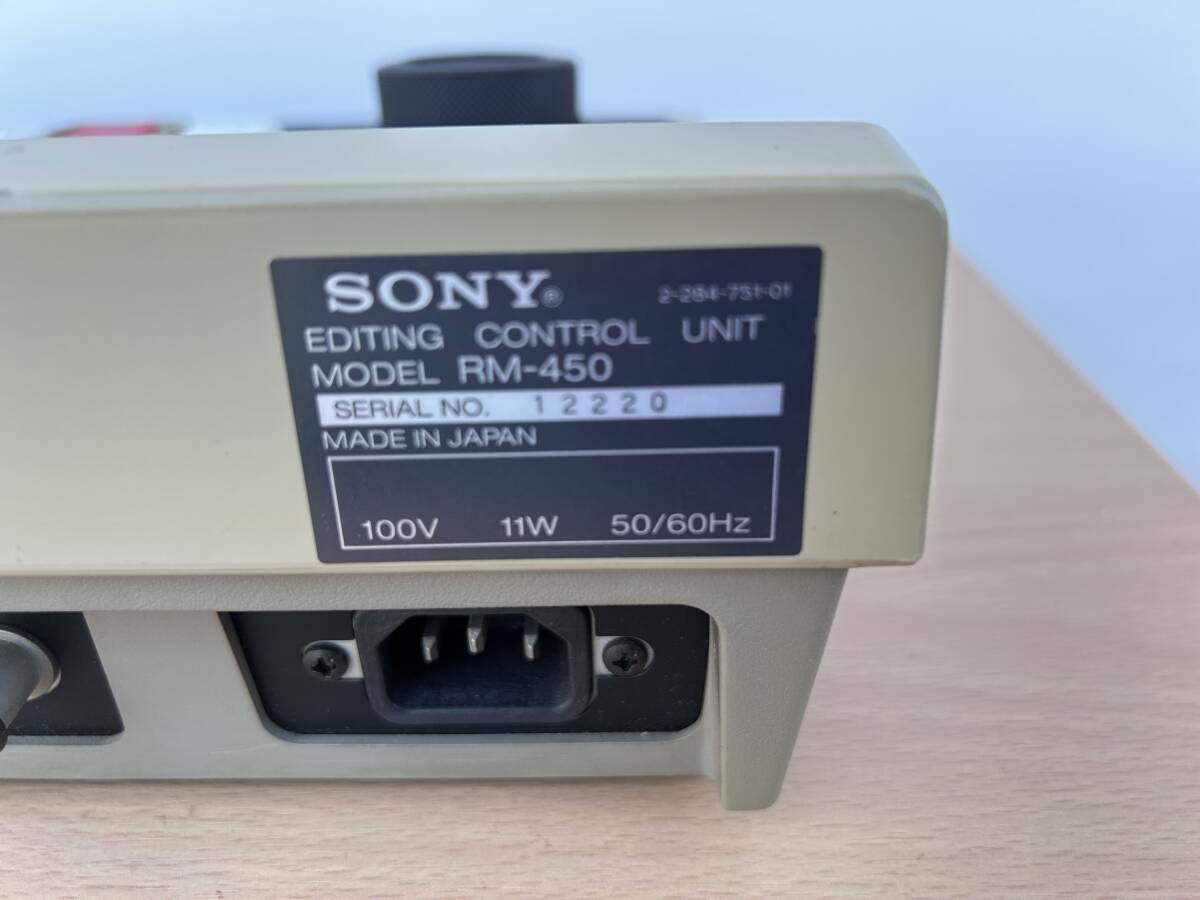 SONY® 2-284-751-01
EDITING CONTROL UNIT
MODEL RM-450
SERIAL NO. 12220
MADE IN JAPAN
100V 11W 50/60Hz